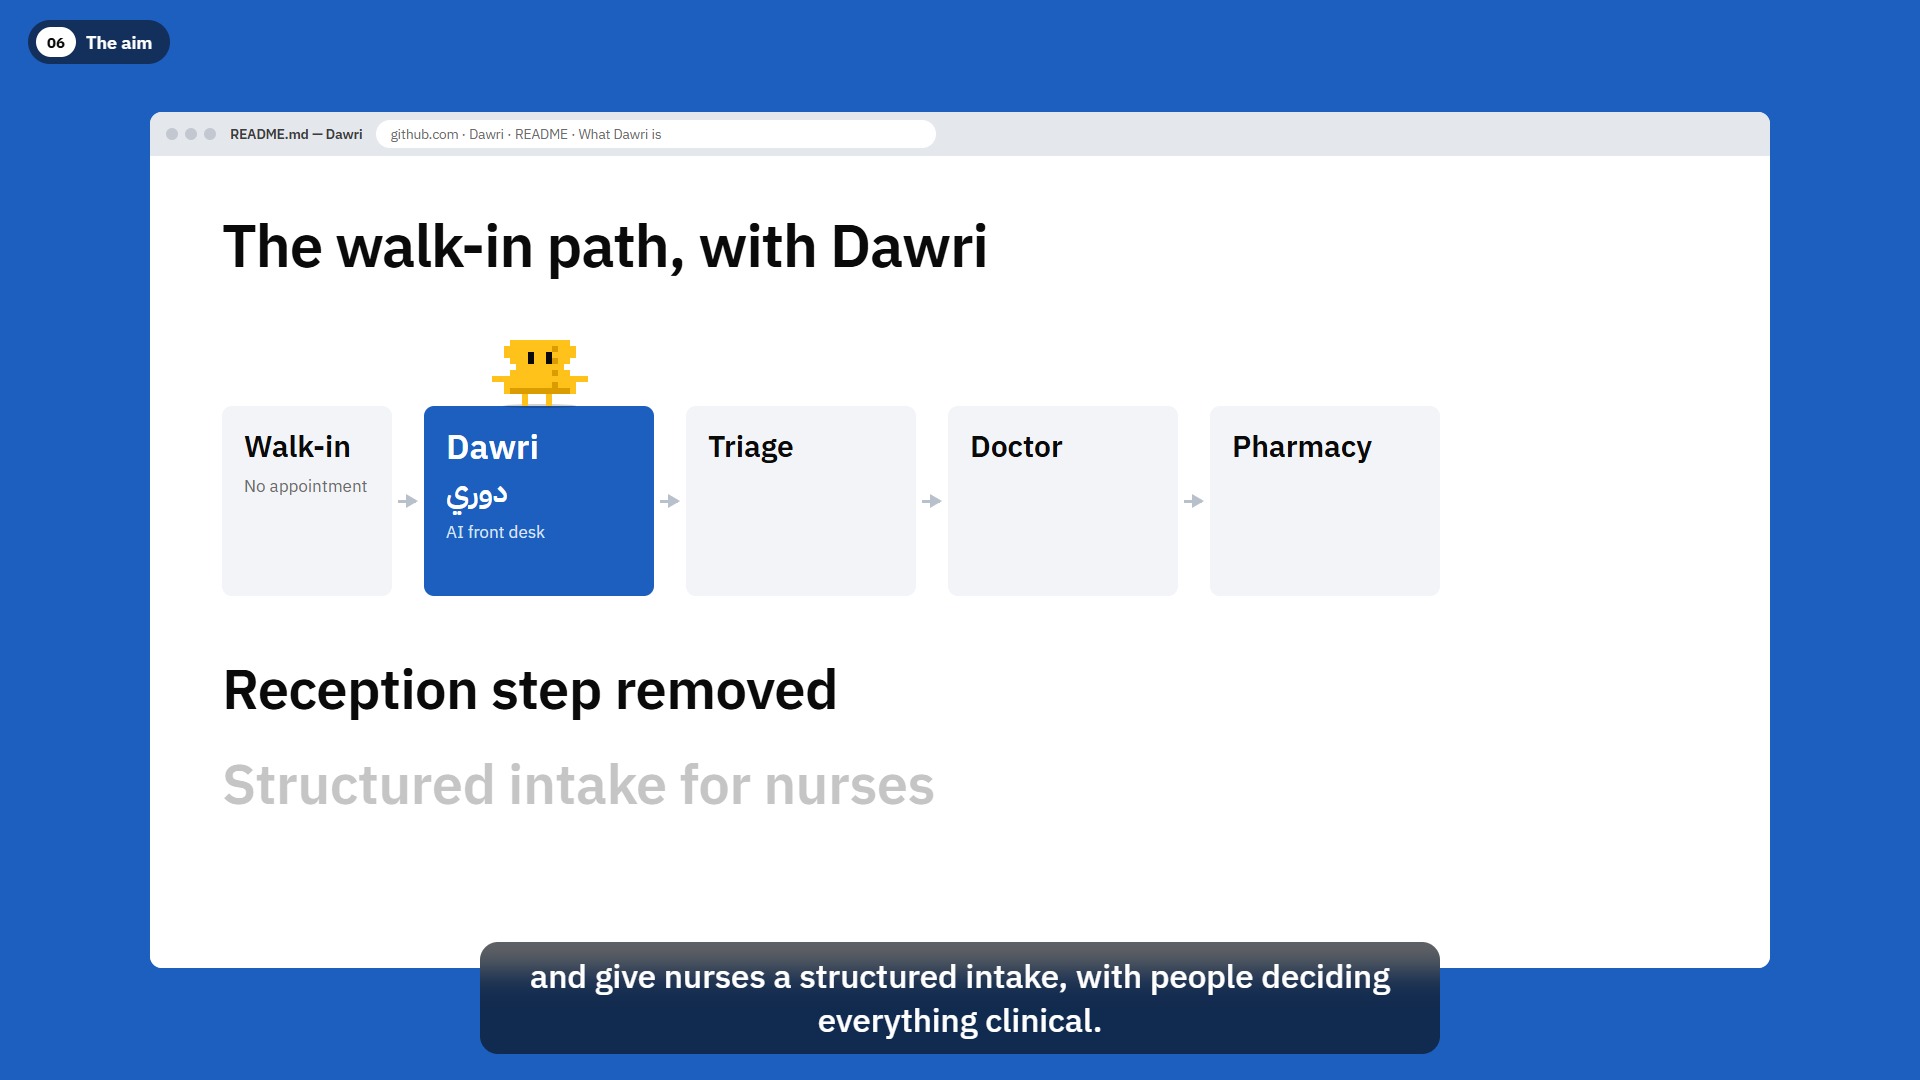 06 The aim
README.md — Dawri
github.com · Dawri · README · What Dawri is
The walk-in path, with Dawri
Walk-in
No appointment
Dawri
دوري
AI front desk
Triage
Doctor
Pharmacy
Reception step removed
Structured intake for nurses
and give nurses a structured intake, with people deciding
everything clinical.